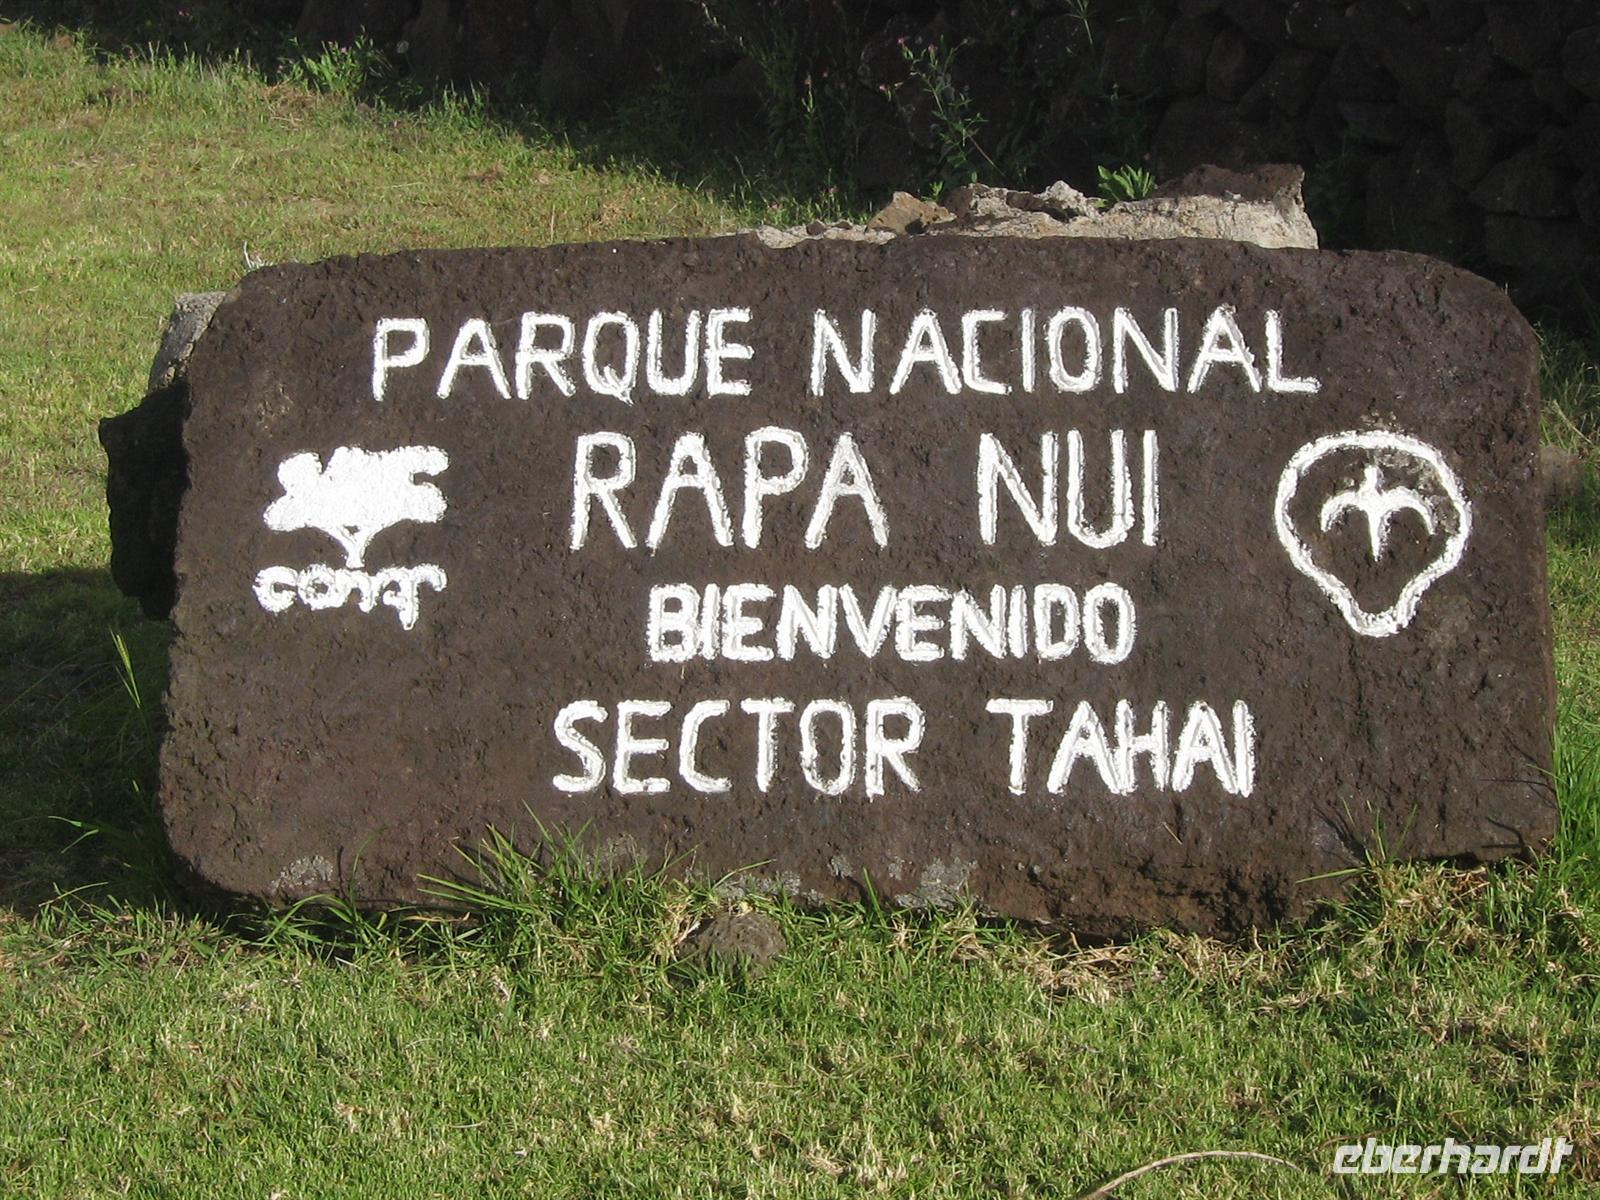 PARQUE NACIONAL
RAPA NUI
conaf
BIENVENIDO
SECTOR TAHAI
eberhardt